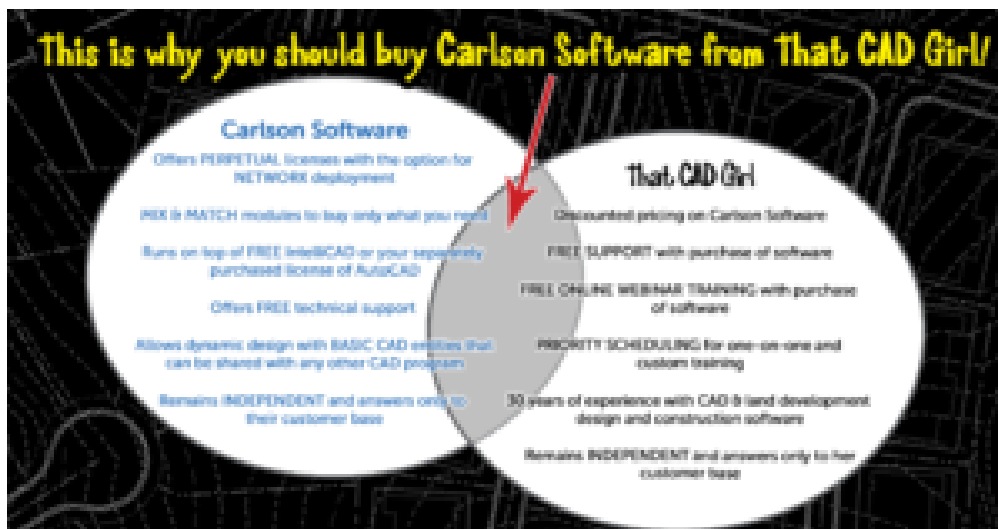 This is why you should buy Carlson Software from That CAD Girl!
Carlson Software
Offers PERPETUAL licenses with the option for
NETWORK deployment
MIX & MATCH modules to buy only what you need
Runs on top of FREE IntelliCAD or your separately
purchased license of AutoCAD
Offers FREE technical support
Allows dynamic design with BASIC CAD entities that
can be shared with any other CAD program
Remains INDEPENDENT and answers only to
their customer base
That CAD Girl
Discounted pricing on Carlson Software
FREE SUPPORT with purchase of software
FREE ONLINE WEBINAR TRAINING with purchase
of software
PRIORITY SCHEDULING for one-on-one and
custom training
30 years of experience with CAD & land development
design and construction software
Remains INDEPENDENT and answers only to her
customer base